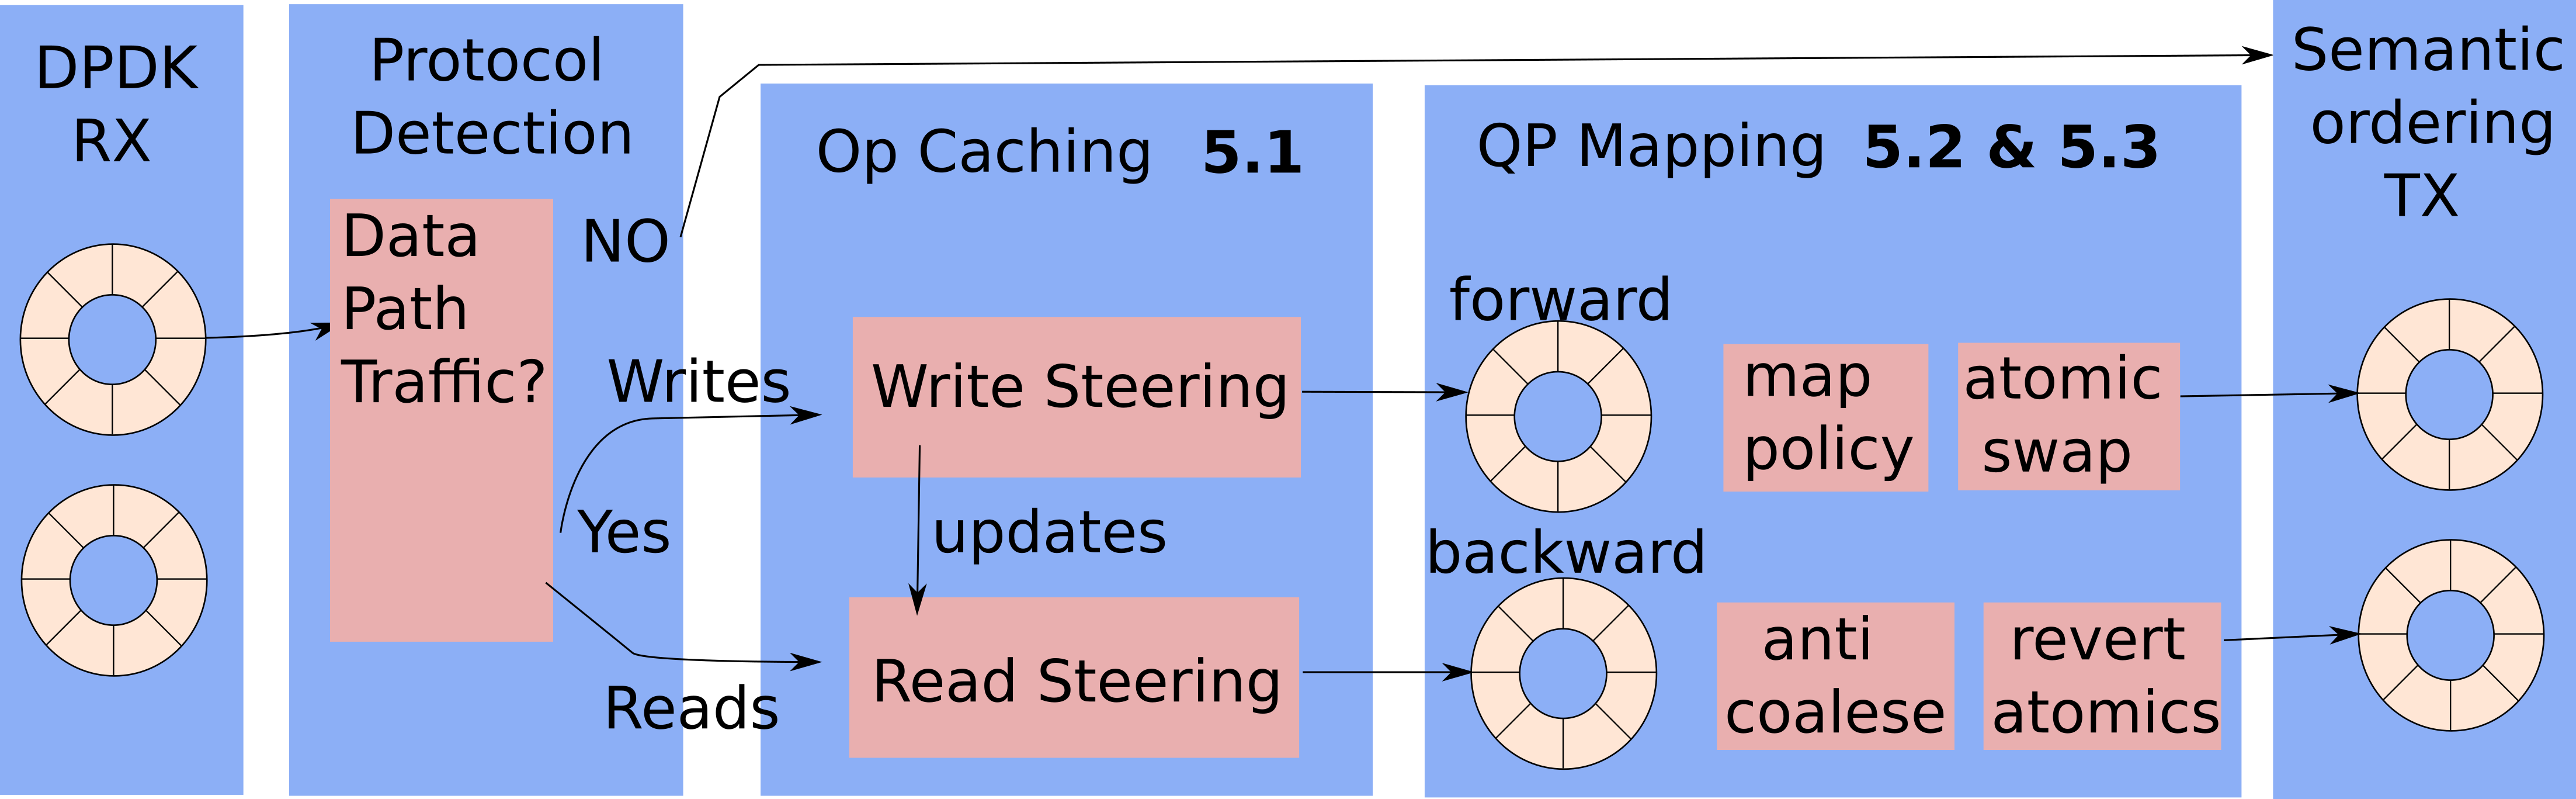 DPDK
RX
Protocol
Detection
Data
Path
Traffic?
NO
Writes
Yes
Reads
Op Caching 5.1
Write Steering
updates
Read Steering
QP Mapping 5.2 & 5.3
forward
map
policy
atomic
swap
backward
anti
coalese
revert
atomics
Semantic
ordering
TX